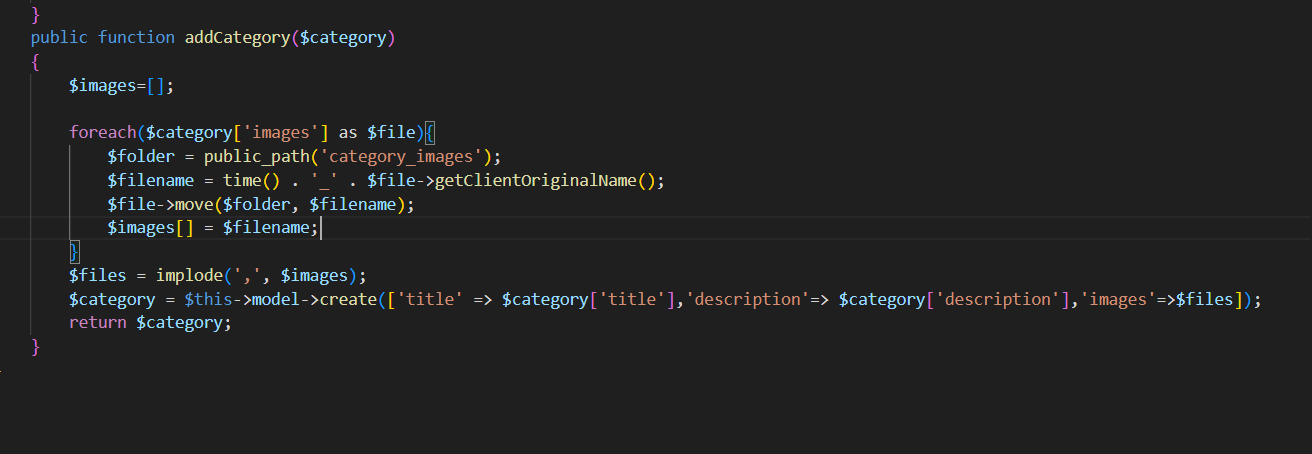 }
public function addCategory($category)
{
$images=[];
foreach($category['images'] as $file){
$folder = public_path('category_images');
$filename = time() . '_' . $file->getClientOriginalName();
$file->move($folder, $filename);
$images[] = $filename;
}
$files = implode(',', $images);
$category = $this->model->create(['title' => $category['title'],'description'=> $category['description'],'images'=>$files]);
return $category;
}